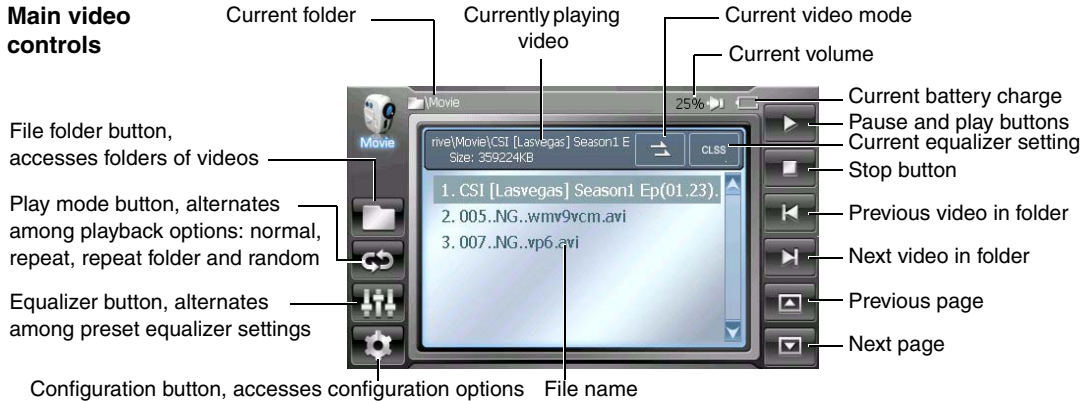 Main video
controls
Current folder
Currently playing
video
Current video mode
Current volume
Current battery charge
Pause and play buttons
Current equalizer setting
Stop button
Previous video in folder
Next video in folder
Previous page
Next page
File folder button,
accesses folders of videos
Play mode button, alternates
among playback options: normal,
repeat, repeat folder and random
Equalizer button, alternates
among preset equalizer settings
Configuration button, accesses configuration options
File name
\Movie
25%
Movie
rive\Movie\CSI [Lasvegas] Season1 E
Size: 359224KB
CLSS
1. CSI [Lasvegas] Season1 Ep(01.23).
2. 005..NG..wmv9vcm.avi
3. 007..NG..vp6.avi